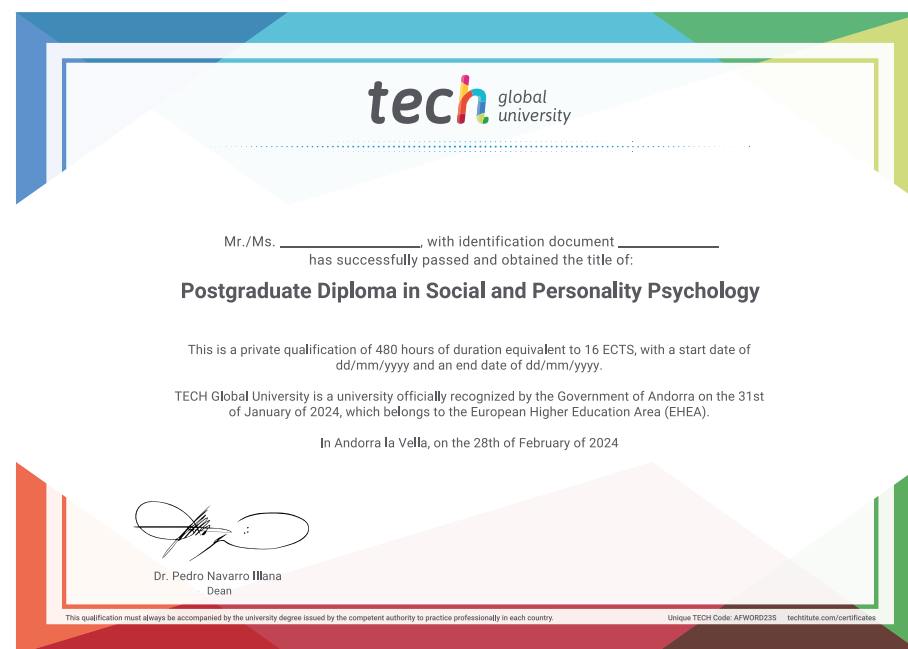 tech global university
Mr./Ms. ____________________, with identification document ______________
has successfully passed and obtained the title of:
Postgraduate Diploma in Social and Personality Psychology
This is a private qualification of 480 hours of duration equivalent to 16 ECTS, with a start date of
dd/mm/yyyy and an end date of dd/mm/yyyy.
TECH Global University is a university officially recognized by the Government of Andorra on the 31st
of January of 2024, which belongs to the European Higher Education Area (EHEA).
In Andorra la Vella, on the 28th of February of 2024
Dr. Pedro Navarro Illana
Dean
This qualification must always be accompanied by the university degree issued by the competent authority to practice professionally in each country. Unique TECH Code: AFWORD23S techtitute.com/certificates